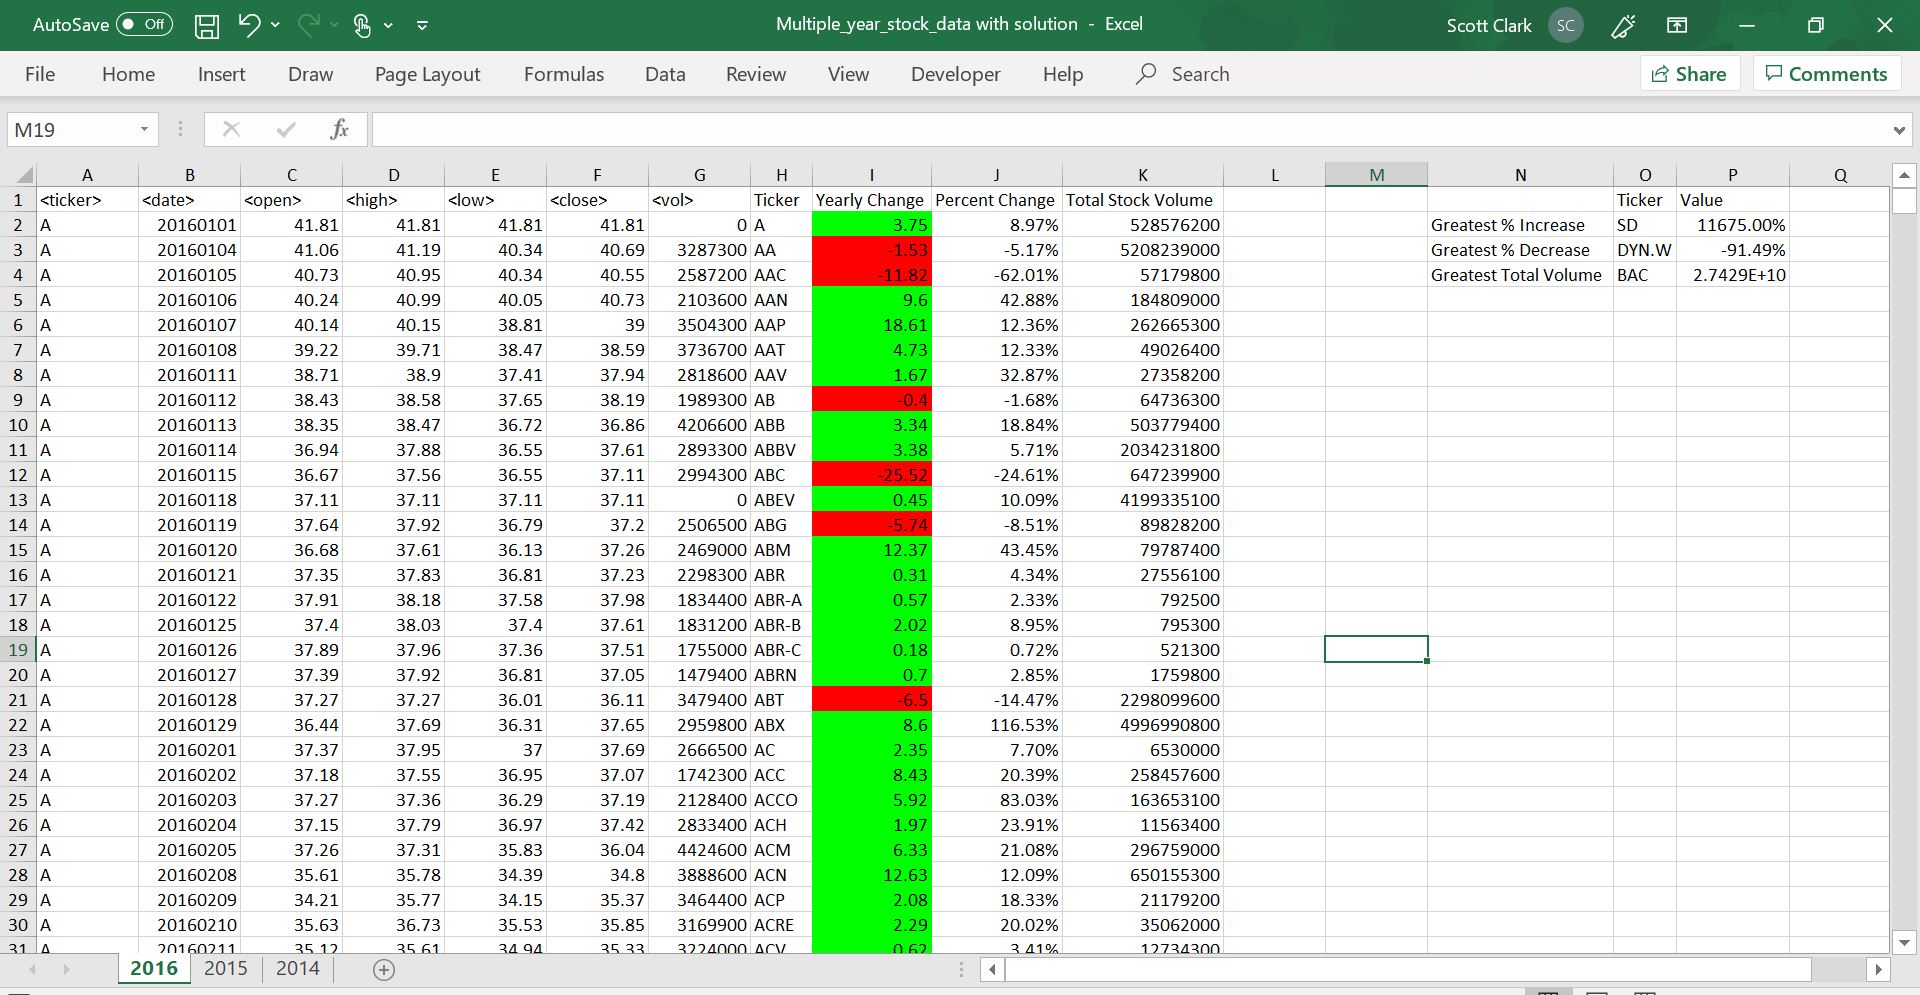 AutoSave Off Multiple_year_stock_data with solution - Excel Scott Clark SC
File Home Insert Draw Page Layout Formulas Data Review View Developer Help Search Share Comments
M19 fx
A B C D E F G H I J K L M N O P Q
1 <ticker> <date> <open> <high> <low> <close> <vol> Ticker Yearly Change Percent Change Total Stock Volume Ticker Value
2 A 20160101 41.81 41.81 41.81 41.81 0 A 3.75 8.97% 528576200 Greatest % Increase SD 11675.00%
3 A 20160104 41.06 41.19 40.34 40.69 3287300 AA -1.53 -5.17% 5208239000 Greatest % Decrease DYN.W -91.49%
4 A 20160105 40.73 40.95 40.34 40.55 2587200 AAC -11.82 -62.01% 57179800 Greatest Total Volume BAC 2.7429E+10
5 A 20160106 40.24 40.99 40.05 40.73 2103600 AAN 9.6 42.88% 184809000
6 A 20160107 40.14 40.15 38.81 39 3504300 AAP 18.61 12.36% 262665300
7 A 20160108 39.22 39.71 38.47 38.59 3736700 AAT 4.73 12.33% 49026400
8 A 20160111 38.71 38.9 37.41 37.94 2818600 AAV 1.67 32.87% 27358200
9 A 20160112 38.43 38.58 37.65 38.19 1989300 AB -0.4 -1.68% 64736300
10 A 20160113 38.35 38.47 36.72 36.86 4206600 ABB 3.34 18.84% 503779400
11 A 20160114 36.94 37.88 36.55 37.61 2893300 ABBV 3.38 5.71% 2034231800
12 A 20160115 36.67 37.56 36.55 37.11 2994300 ABC -25.52 -24.61% 647239900
13 A 20160118 37.11 37.11 37.11 37.11 0 ABEV 0.45 10.09% 4199335100
14 A 20160119 37.64 37.92 36.79 37.2 2506500 ABG -5.74 -8.51% 89828200
15 A 20160120 36.68 37.61 36.13 37.26 2469000 ABM 12.37 43.45% 79787400
16 A 20160121 37.35 37.83 36.81 37.23 2298300 ABR 0.31 4.34% 27556100
17 A 20160122 37.91 38.18 37.58 37.98 1834400 ABR-A 0.57 2.33% 792500
18 A 20160125 37.4 38.03 37.4 37.61 1831200 ABR-B 2.02 8.95% 795300
19 A 20160126 37.89 37.96 37.36 37.51 1755000 ABR-C 0.18 0.72% 521300
20 A 20160127 37.39 37.92 36.81 37.05 1479400 ABRN 0.7 2.85% 1759800
21 A 20160128 37.27 37.27 36.01 36.11 3479400 ABT -6.5 -14.47% 2298099600
22 A 20160129 36.44 37.69 36.31 37.65 2959800 ABX 8.6 116.53% 4996990800
23 A 20160201 37.37 37.95 37 37.69 2666500 AC 2.35 7.70% 6530000
24 A 20160202 37.18 37.55 36.95 37.07 1742300 ACC 8.43 20.39% 258457600
25 A 20160203 37.27 37.36 36.29 37.19 2128400 ACCO 5.92 83.03% 163653100
26 A 20160204 37.15 37.79 36.97 37.42 2833400 ACH 1.97 23.91% 11563400
27 A 20160205 37.26 37.31 35.83 36.04 4424600 ACM 6.33 21.08% 296759000
28 A 20160208 35.61 35.78 34.39 34.8 3888600 ACN 12.63 12.09% 650155300
29 A 20160209 34.21 35.77 34.15 35.37 3464400 ACP 2.08 18.33% 21179200
30 A 20160210 35.63 36.73 35.53 35.85 3169900 ACRE 2.29 20.02% 35062000
31 A 20160211 35.12 35.61 34.94 35.33 3224000 ACV 0.62 3.41% 12734300
2016 2015 2014